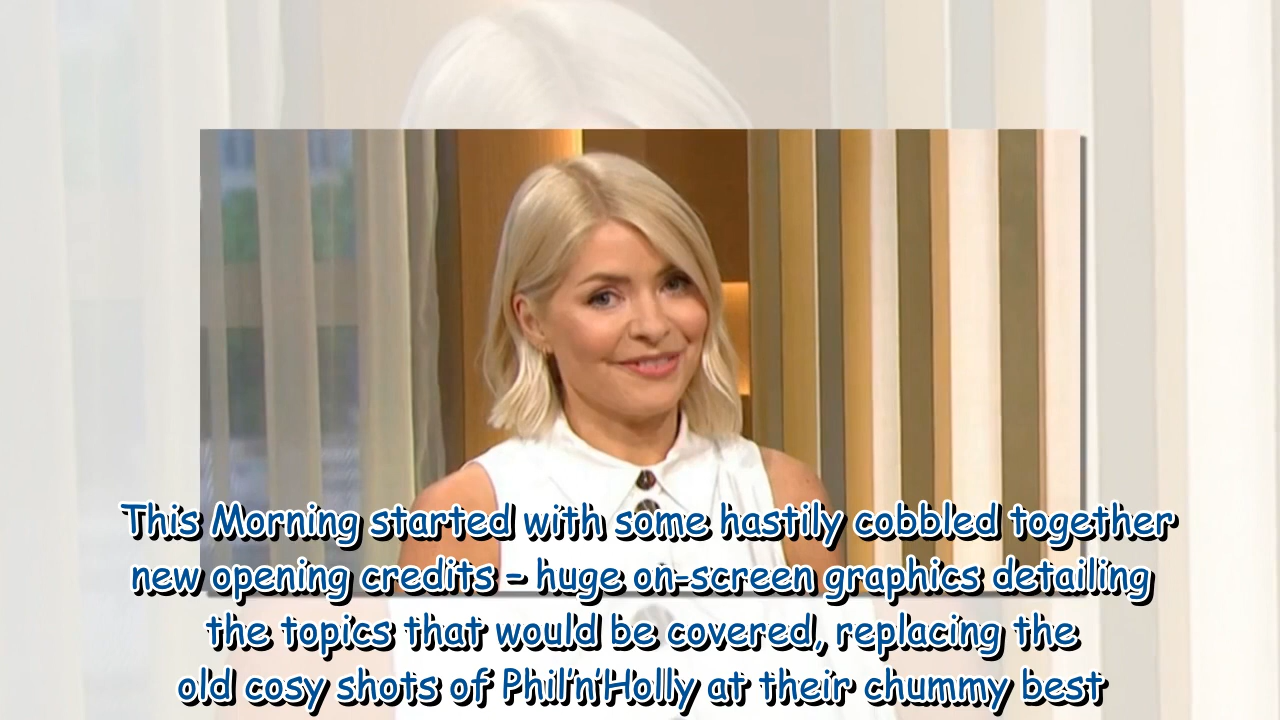 This Morning started with some hastily cobbled together
new opening credits – huge on-screen graphics detailing
the topics that would be covered, replacing the
old cosy shots of Phil’n’Holly at their chummy best